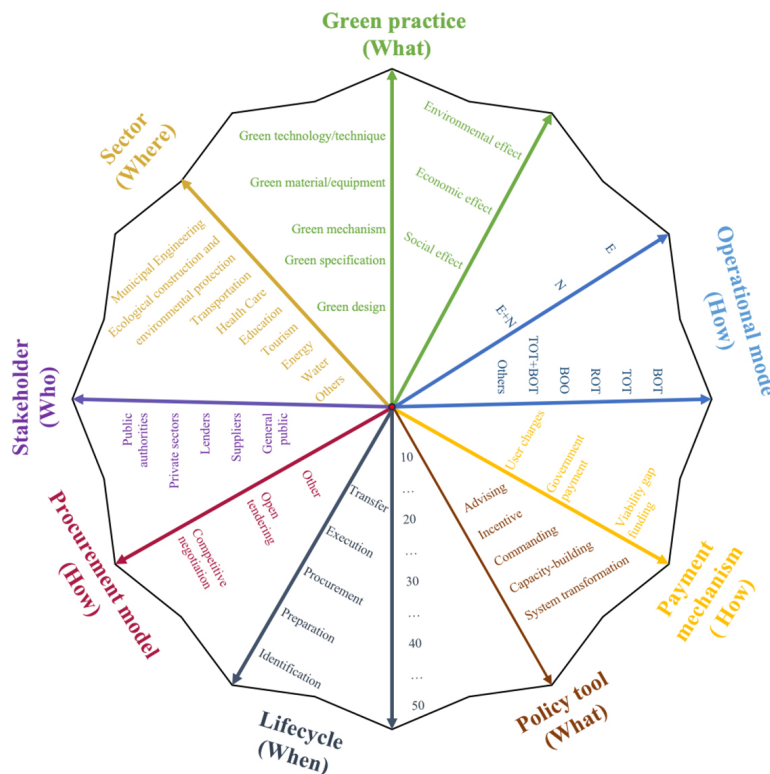 Green practice
(What)
Environmental effect
Economic effect
Social effect
Green technology/technique
Green material/equipment
Green mechanism
Green specification
Green design
Sector
(Where)
Municipal Engineering
Ecological construction and
environmental protection
Transportation
Health Care
Education
Tourism
Energy
Water
Others
Operational mode
(How)
E
N
E+N
Others
TOT+BOT
BOO
ROT
TOT
BOT
Stakeholder
(Who)
Public
authorities
Private sectors
Lenders
Suppliers
General
public
Payment
mechanism
( How)
User charges
Government
payment
Viability gap
funding
Procurement model
(How)
Other
Open
tendering
Competitive
negotiation
Policy tool
(What)
Advising
Incentive
Commanding
Capacity-building
System transformation
Lifecycle
(When)
Transfer
Execution
Procurement
Preparation
Identification
10
...
20
...
30
...
40
...
50